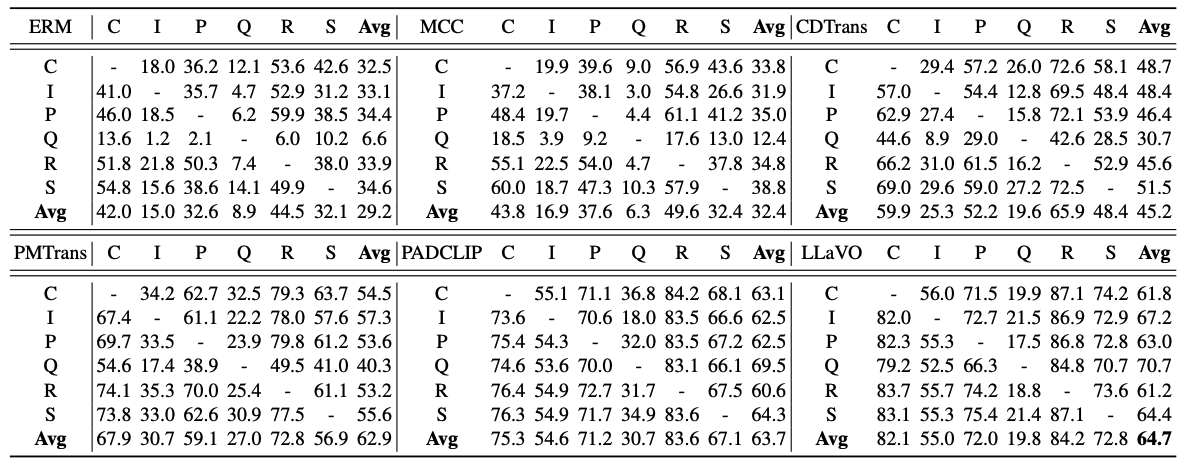 ERM C I P Q R S Avg MCC C I P Q R S Avg CDTrans C I P Q R S Avg
C - 18.0 36.2 12.1 53.6 42.6 32.5 C - 19.9 39.6 9.0 56.9 43.6 33.8 C - 29.4 57.2 26.0 72.6 58.1 48.7
I 41.0 - 35.7 4.7 52.9 31.2 33.1 I 37.2 - 38.1 3.0 54.8 26.6 31.9 I 57.0 - 54.4 12.8 69.5 48.4 48.4
P 46.0 18.5 - 6.2 59.9 38.5 34.4 P 48.4 19.7 - 4.4 61.1 41.2 35.0 P 62.9 27.4 - 15.8 72.1 53.9 46.4
Q 13.6 1.2 2.1 - 6.0 10.2 6.6 Q 18.5 3.9 9.2 - 17.6 13.0 12.4 Q 44.6 8.9 29.0 - 42.6 28.5 30.7
R 51.8 21.8 50.3 7.4 - 38.0 33.9 R 55.1 22.5 54.0 4.7 - 37.8 34.8 R 66.2 31.0 61.5 16.2 - 52.9 45.6
S 54.8 15.6 38.6 14.1 49.9 - 34.6 S 60.0 18.7 47.3 10.3 57.9 - 38.8 S 69.0 29.6 59.0 27.2 72.5 - 51.5
Avg 42.0 15.0 32.6 8.9 44.5 32.1 29.2 Avg 43.8 16.9 37.6 6.3 49.6 32.4 32.4 Avg 59.9 25.3 52.2 19.6 65.9 48.4 45.2
PMTrans C I P Q R S Avg PADCLIP C I P Q R S Avg LLaVO C I P Q R S Avg
C - 34.2 62.7 32.5 79.3 63.7 54.5 C - 55.1 71.1 36.8 84.2 68.1 63.1 C - 56.0 71.5 19.9 87.1 74.2 61.8
I 67.4 - 61.1 22.2 78.0 57.6 57.3 I 73.6 - 70.6 18.0 83.5 66.6 62.5 I 82.0 - 72.7 21.5 86.9 72.9 67.2
P 69.7 33.5 - 23.9 79.8 61.2 53.6 P 75.4 54.3 - 32.0 83.5 67.2 62.5 P 82.3 55.3 - 17.5 86.8 72.8 63.0
Q 54.6 17.4 38.9 - 49.5 41.0 40.3 Q 74.6 53.6 70.0 - 83.1 66.1 69.5 Q 79.2 52.5 66.3 - 84.8 70.7 70.7
R 74.1 35.3 70.0 25.4 - 61.1 53.2 R 76.4 54.9 72.7 31.7 - 67.5 60.6 R 83.7 55.7 74.2 18.8 - 73.6 61.2
S 73.8 33.0 62.6 30.9 77.5 - 55.6 S 76.3 54.9 71.7 34.9 83.6 - 64.3 S 83.1 55.3 75.4 21.4 87.1 - 64.4
Avg 67.9 30.7 59.1 27.0 72.8 56.9 62.9 Avg 75.3 54.6 71.2 30.7 83.6 67.1 63.7 Avg 82.1 55.0 72.0 19.8 84.2 72.8 64.7